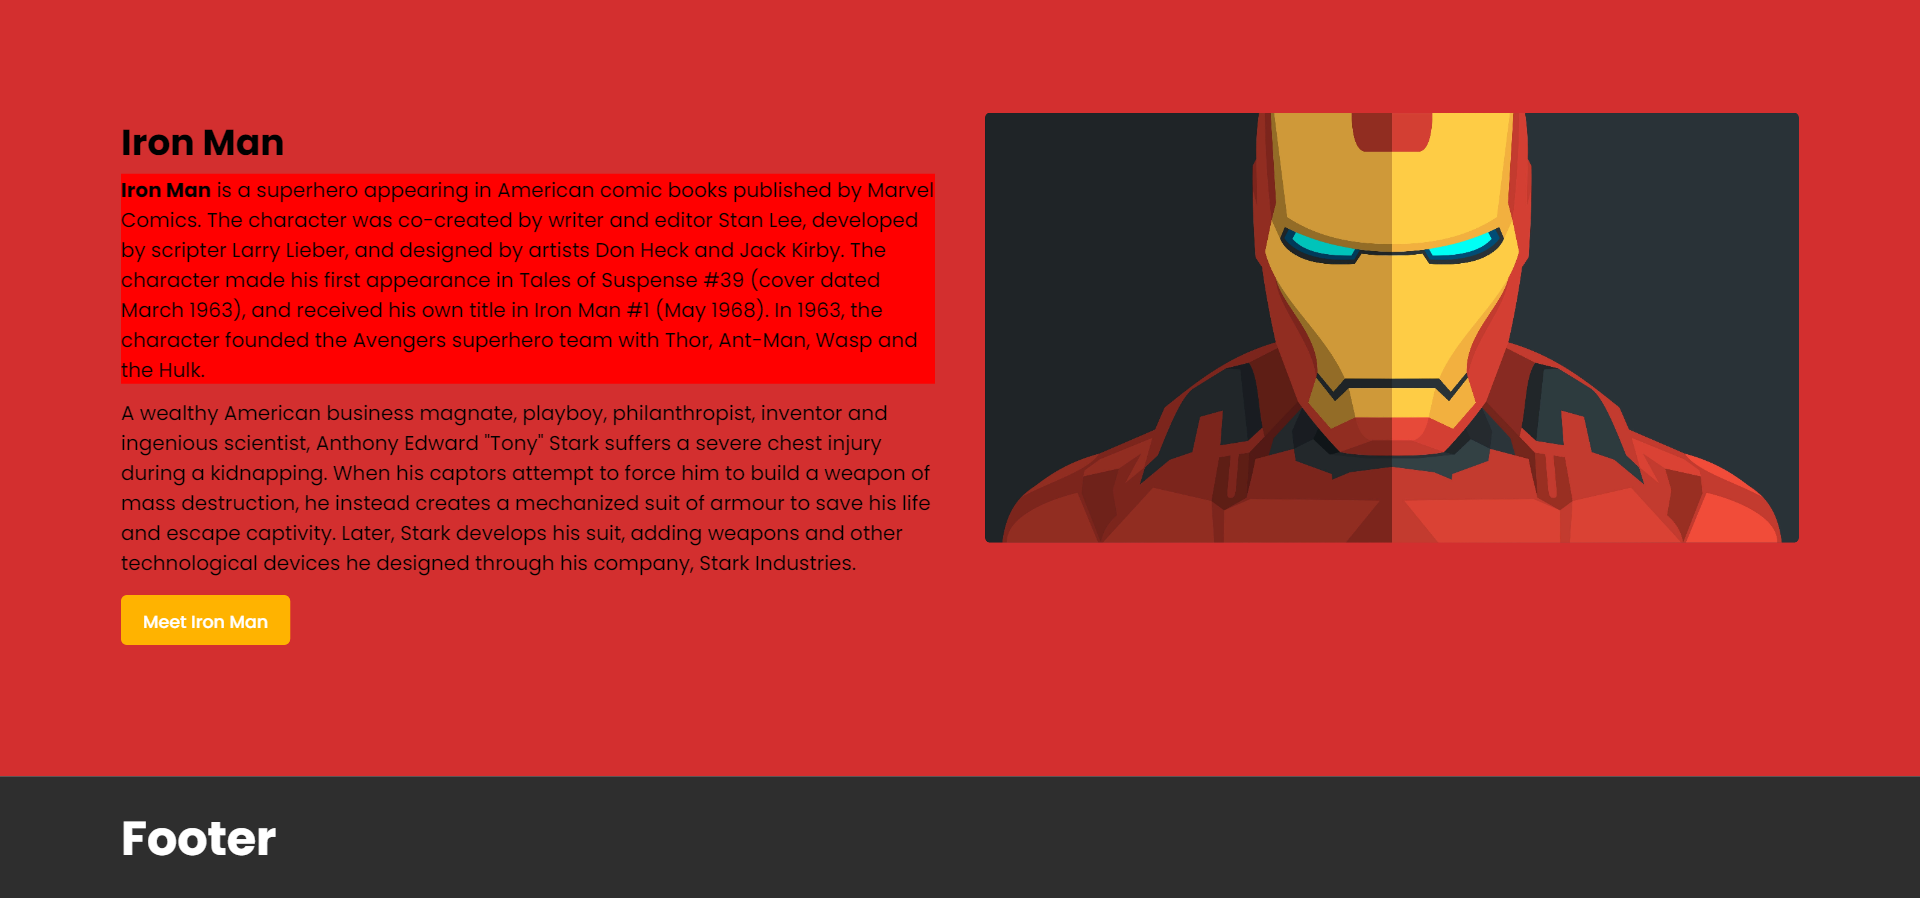 Iron Man
Iron Man is a superhero appearing in American comic books published by Marvel
Comics. The character was co-created by writer and editor Stan Lee, developed
by scripter Larry Lieber, and designed by artists Don Heck and Jack Kirby. The
character made his first appearance in Tales of Suspense #39 (cover dated
March 1963), and received his own title in Iron Man #1 (May 1968). In 1963, the
character founded the Avengers superhero team with Thor, Ant-Man, Wasp and
the Hulk.
A wealthy American business magnate, playboy, philanthropist, inventor and
ingenious scientist, Anthony Edward "Tony" Stark suffers a severe chest injury
during a kidnapping. When his captors attempt to force him to build a weapon of
mass destruction, he instead creates a mechanized suit of armour to save his life
and escape captivity. Later, Stark develops his suit, adding weapons and other
technological devices he designed through his company, Stark Industries.
Meet Iron Man
Footer